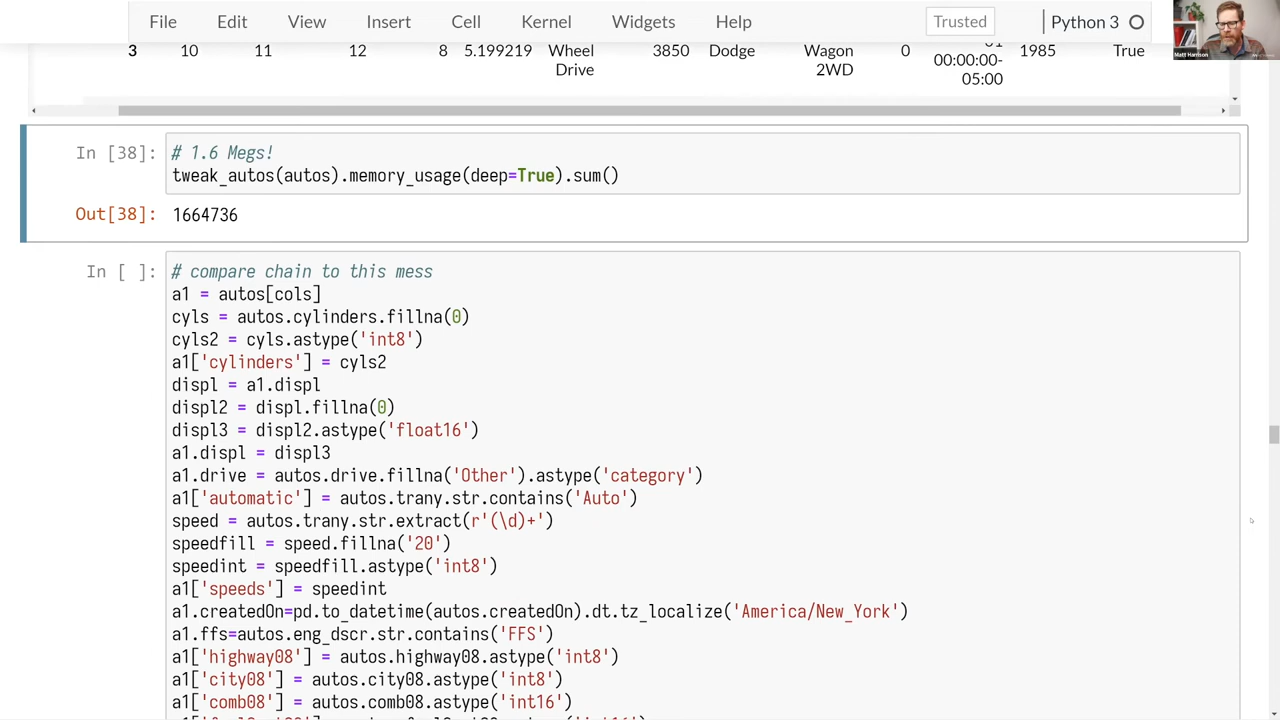 File Edit View Insert Cell Kernel Widgets Help Trusted Python 3
Matt Harrison
3 10 11 12 8 5.199219 Wheel Drive 3850 Dodge Wagon 2WD 0 01 00:00:00-05:00 1985 True
In [38]: # 1.6 Megs!
tweak_autos(autos).memory_usage(deep=True).sum()
Out[38]: 1664736
In [ ]: # compare chain to this mess
a1 = autos[cols]
cyls = autos.cylinders.fillna(0)
cyls2 = cyls.astype('int8')
a1['cylinders'] = cyls2
displ = a1.displ
displ2 = displ.fillna(0)
displ3 = displ2.astype('float16')
a1.displ = displ3
a1.drive = autos.drive.fillna('Other').astype('category')
a1['automatic'] = autos.trany.str.contains('Auto')
speed = autos.trany.str.extract(r'(\d)+')
speedfill = speed.fillna('20')
speedint = speedfill.astype('int8')
a1['speeds'] = speedint
a1.createdOn=pd.to_datetime(autos.createdOn).dt.tz_localize('America/New_York')
a1.ffs=autos.eng_dscr.str.contains('FFS')
a1['highway08'] = autos.highway08.astype('int8')
a1['city08'] = autos.city08.astype('int8')
a1['comb08'] = autos.comb08.astype('int16')